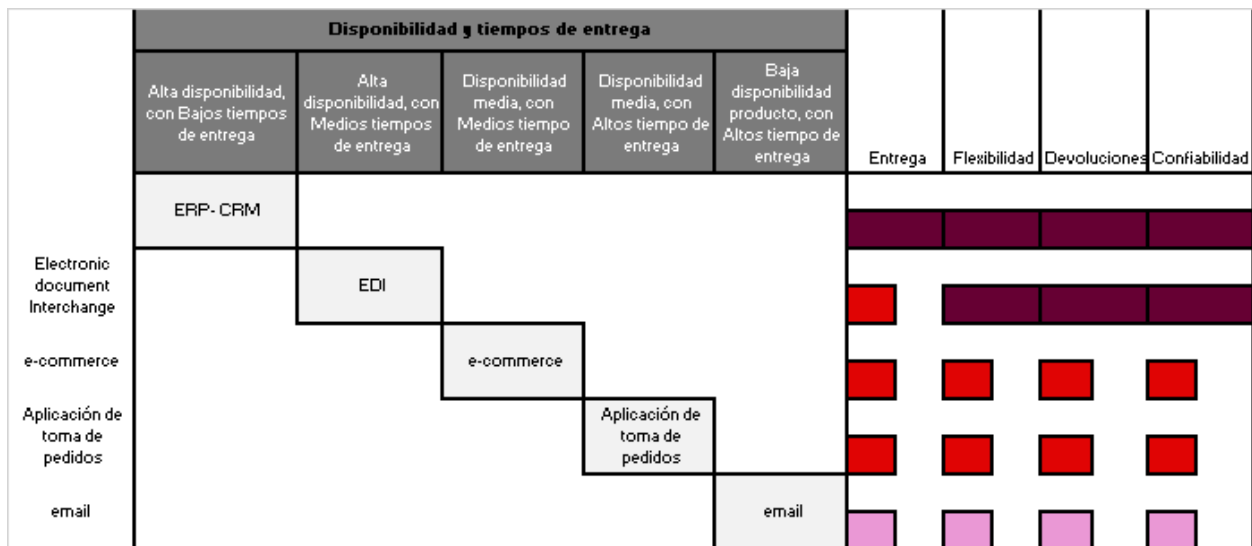 Disponibilidad y tiempos de entrega
Alta disponibilidad,
con Bajos tiempos
de entrega
Alta
disponibilidad, con
Medios tiempos
de entrega
Disponibilidad
media, con
Medios tiempo
de entrega
Disponibilidad
media, con
Altos tiempo de
entrega
Baja
disponibilidad
producto, con
Altos tiempo de
entrega
Entrega
Flexibilidad
Devoluciones
Confiabilidad
ERP- CRM
Electronic
document
Interchange
EDI
e-commerce
e-commerce
Aplicación de
toma de
pedidos
Aplicación de
toma de
pedidos
email
email